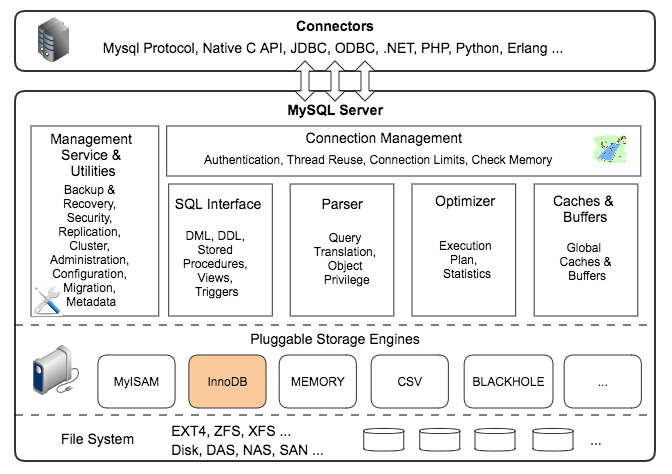 Connectors
Mysql Protocol, Native C API, JDBC, ODBC, .NET, PHP, Python, Erlang ...
MySQL Server
Management
Service &
Utilities
Backup &
Recovery,
Security,
Replication,
Cluster,
Administration,
Configuration,
Migration,
Metadata
Connection Management
Authentication, Thread Reuse, Connection Limits, Check Memory
SQL Interface
DML, DDL,
Stored
Procedures,
Views,
Triggers
Parser
Query
Translation,
Object
Privilege
Optimizer
Execution
Plan,
Statistics
Caches &
Buffers
Global
Caches &
Buffers
Pluggable Storage Engines
MyISAM
InnoDB
MEMORY
CSV
BLACKHOLE
...
File System
EXT4, ZFS, XFS ...
Disk, DAS, NAS, SAN ...
...